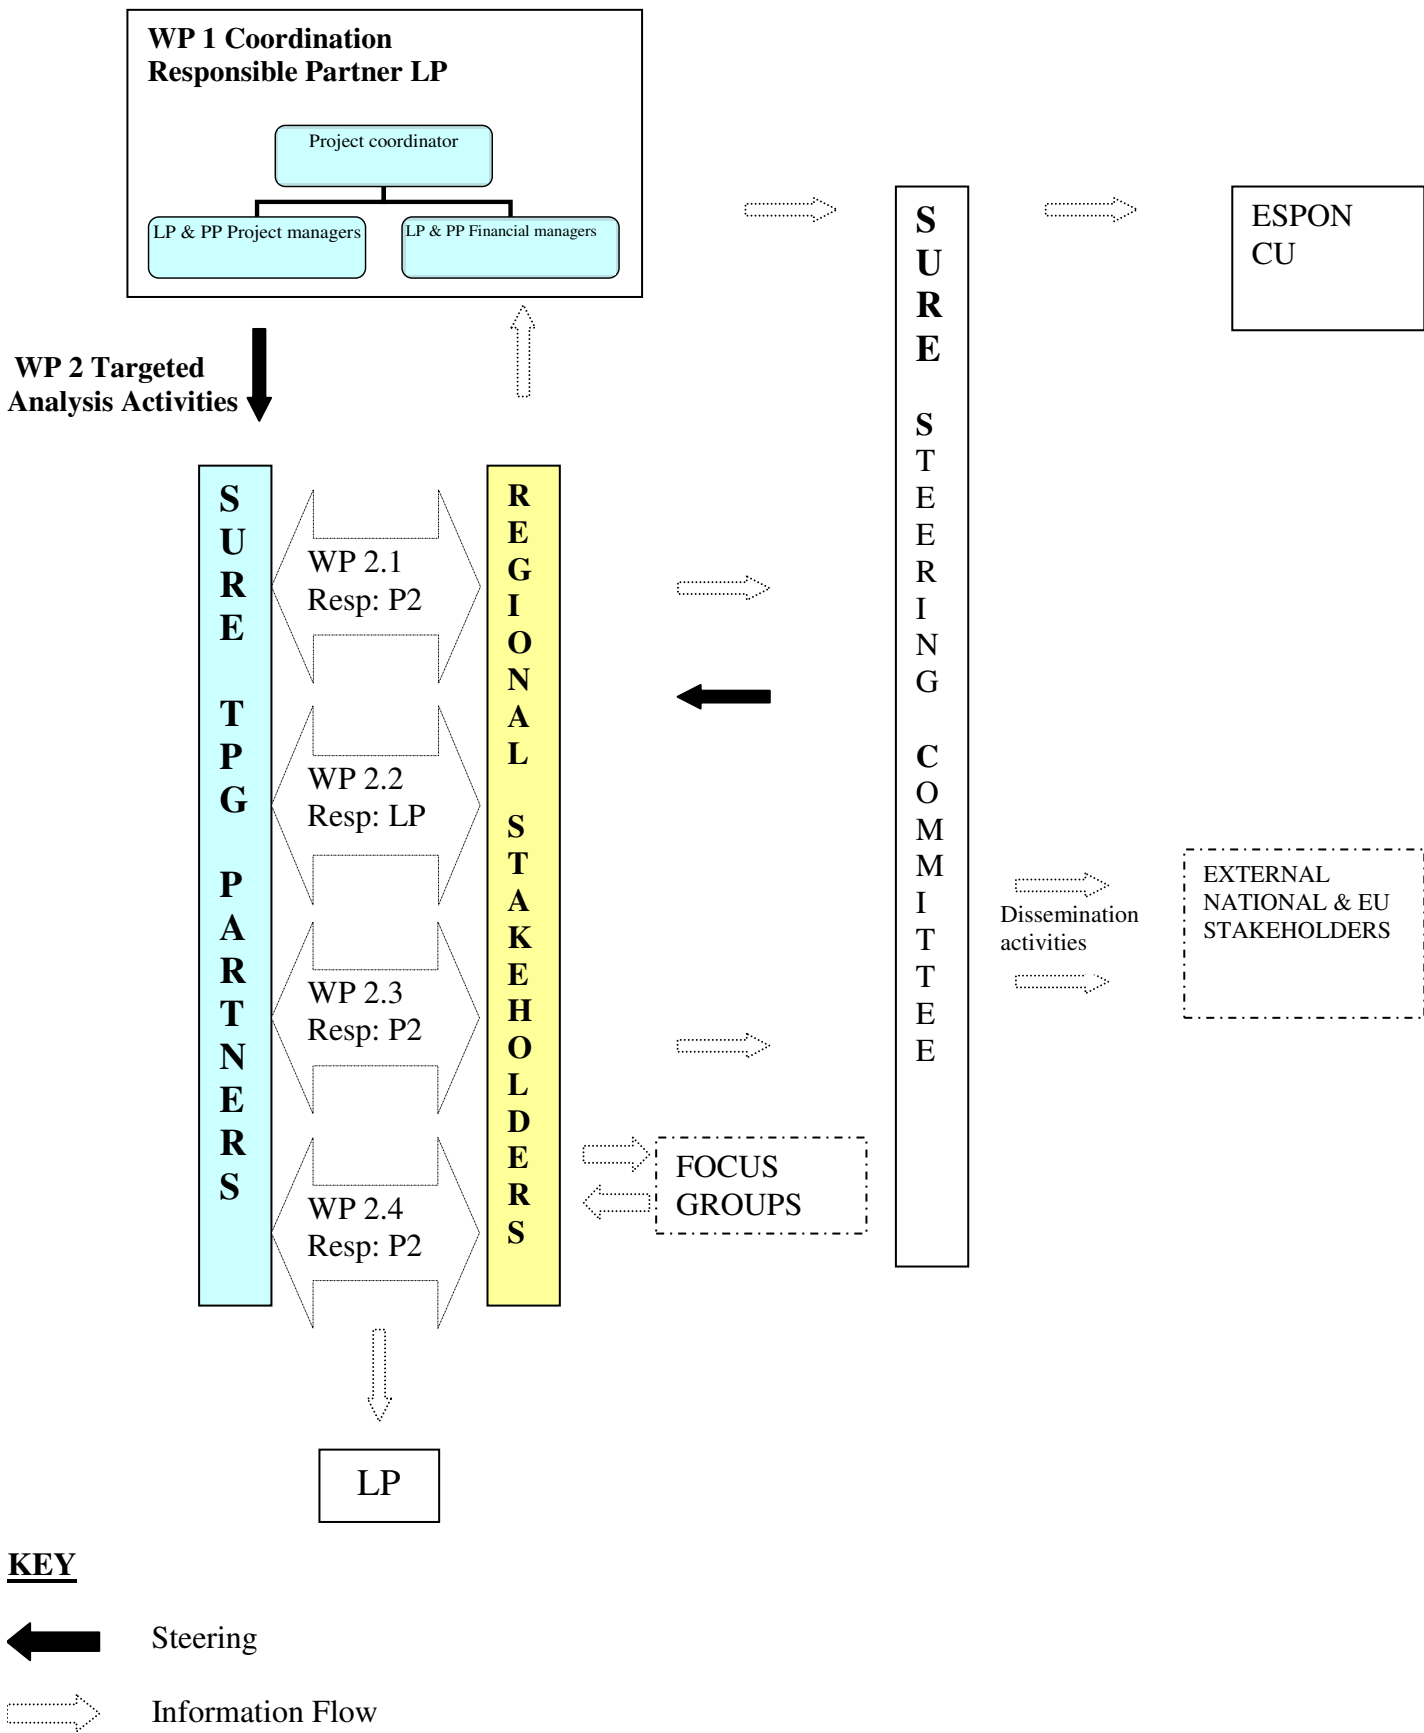 WP 1 Coordination
Responsible Partner LP
Project coordinator
LP & PP Project managers
LP & PP Financial managers
WP 2 Targeted
Analysis Activities
SURE TPG PARTNERS
WP 2.1
Resp: P2
WP 2.2
Resp: LP
WP 2.3
Resp: P2
WP 2.4
Resp: P2
REGIONAL STAKEHOLDERS
FOCUS
GROUPS
SURE STEERING COMMITTEE
ESPON
CU
Dissemination
activities
EXTERNAL
NATIONAL & EU
STAKEHOLDERS
LP
KEY
Steering
Information Flow